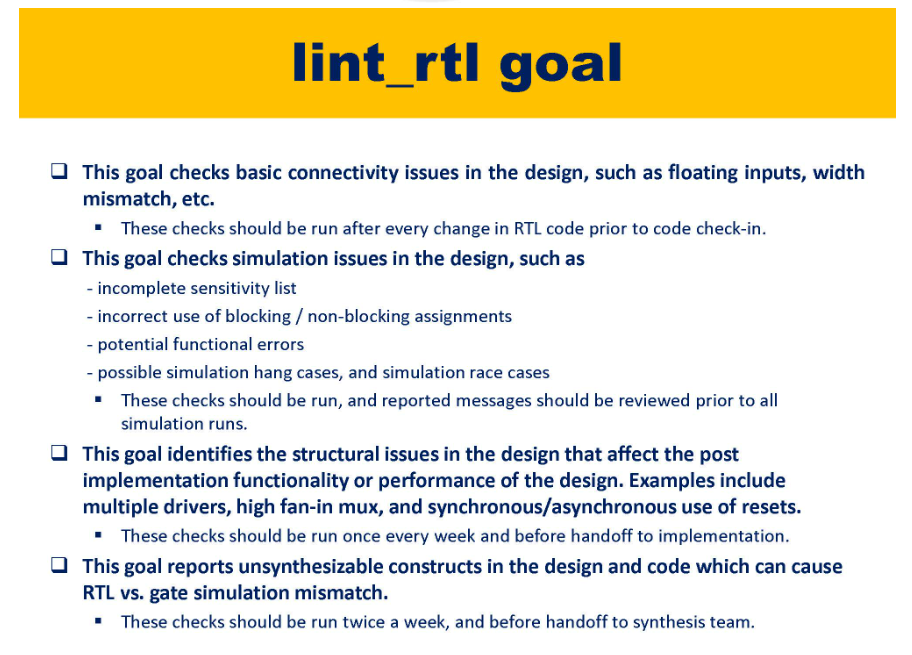 lint_rtl goal
❑ This goal checks basic connectivity issues in the design, such as floating inputs, width
mismatch, etc.
▪ These checks should be run after every change in RTL code prior to code check-in.
❑ This goal checks simulation issues in the design, such as
- incomplete sensitivity list
- incorrect use of blocking / non-blocking assignments
- potential functional errors
- possible simulation hang cases, and simulation race cases
▪ These checks should be run, and reported messages should be reviewed prior to all
simulation runs.
❑ This goal identifies the structural issues in the design that affect the post
implementation functionality or performance of the design. Examples include
multiple drivers, high fan-in mux, and synchronous/asynchronous use of resets.
▪ These checks should be run once every week and before handoff to implementation.
❑ This goal reports unsynthesizable constructs in the design and code which can cause
RTL vs. gate simulation mismatch.
▪ These checks should be run twice a week, and before handoff to synthesis team.